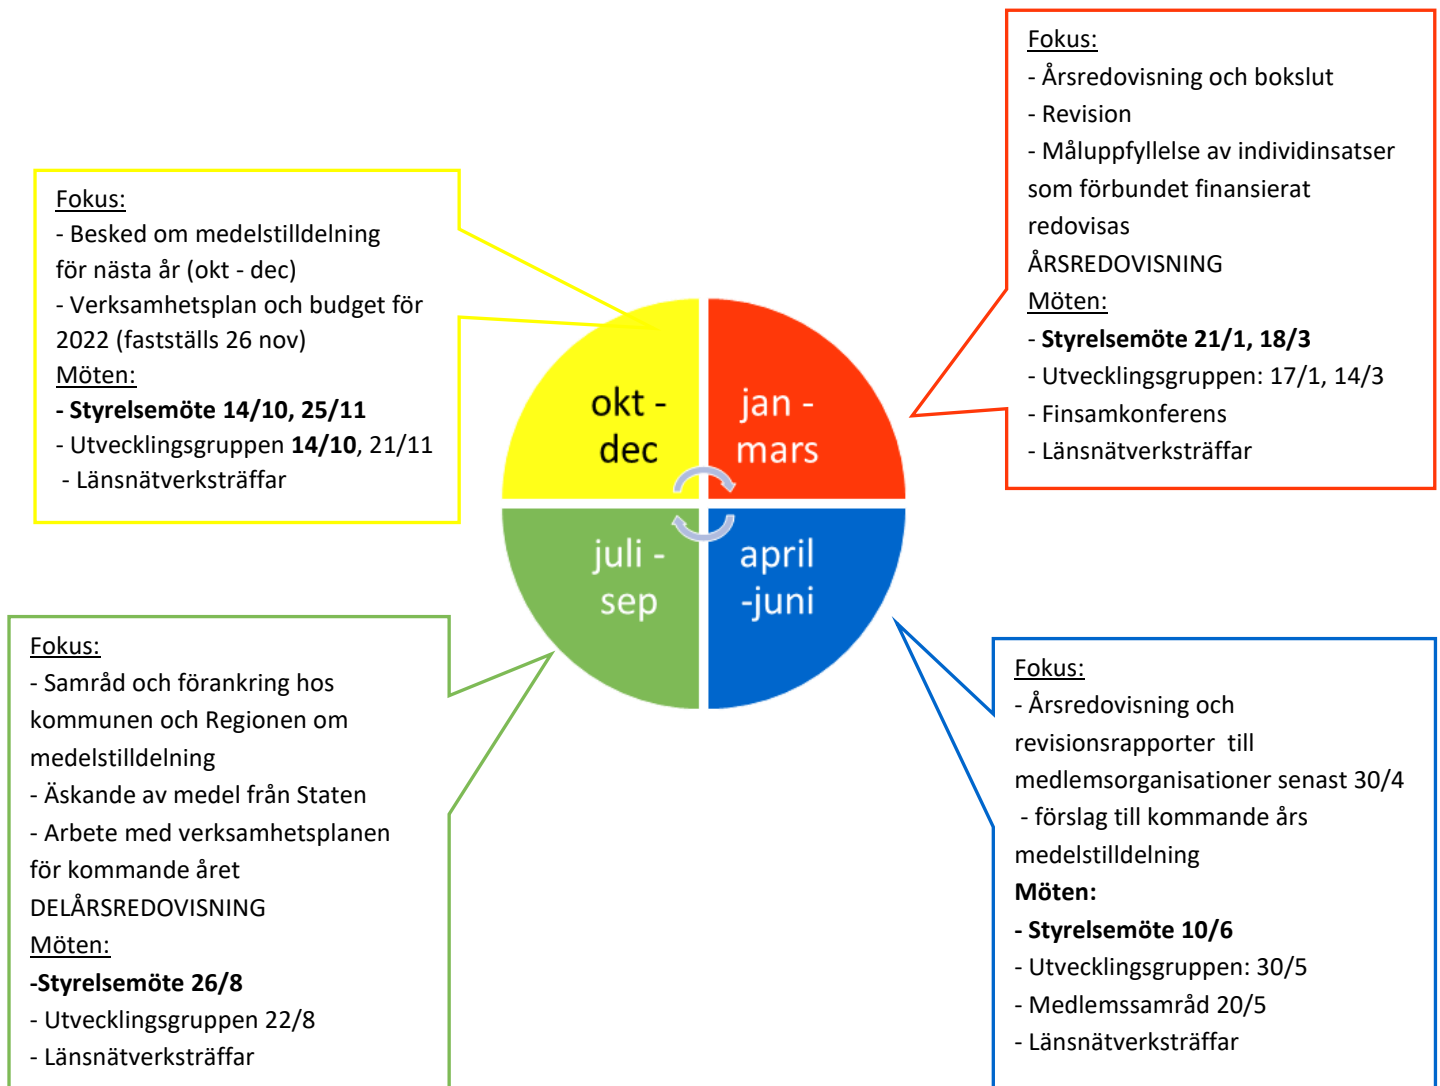 Fokus:
- Besked om medelstilldelning
för nästa år (okt - dec)
- Verksamhetsplan och budget för
2022 (fastställs 26 nov)
Möten:
- Styrelsemöte 14/10, 25/11
- Utvecklingsgruppen 14/10, 21/11
- Länsnätverksträffar
Fokus:
- Årsredovisning och bokslut
- Revision
- Måluppfyllelse av individinsatser
som förbundet finansierat
redovisas
ÅRSREDOVISNING
Möten:
- Styrelsemöte 21/1, 18/3
- Utvecklingsgruppen: 17/1, 14/3
- Finsamkonferens
- Länsnätverksträffar
okt -
dec
jan -
mars
juli -
sep
april
-juni
Fokus:
- Samråd och förankring hos
kommunen och Regionen om
medelstilldelning
- Äskande av medel från Staten
- Arbete med verksamhetsplanen
för kommande året
DELÅRSREDOVISNING
Möten:
-Styrelsemöte 26/8
- Utvecklingsgruppen 22/8
- Länsnätverksträffar
Fokus:
- Årsredovisning och
revisionsrapporter  till
medlemsorganisationer senast 30/4
- förslag till kommande års
medelstilldelning
Möten:
- Styrelsemöte 10/6
- Utvecklingsgruppen: 30/5
- Medlemssamråd 20/5
- Länsnätverksträffar